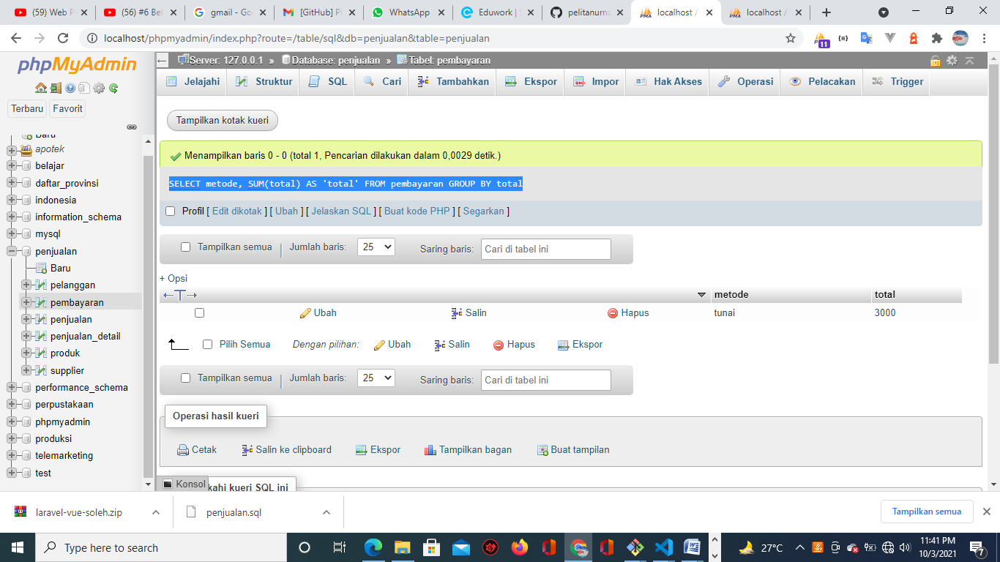 (59) Web P
(56) #6 Bel
gmail - Goo
[GitHub] Pl
WhatsApp
Eduwork |
pelitanurna
localhost /
localhost /
localhost/phpmyadmin/index.php?route=/table/sql&db=penjualan&table=penjualan
11
phpMyAdmin
Terbaru
Favorit
Baru
apotek
belajar
daftar_provinsi
indonesia
information_schema
mysql
penjualan
Baru
pelanggan
pembayaran
penjualan
penjualan_detail
produk
supplier
performance_schema
perpustakaan
phpmyadmin
produksi
telemarketing
test
Server: 127.0.0.1 » Database: penjualan » Tabel: pembayaran
Jelajahi Struktur SQL Cari Tambahkan Ekspor Impor Hak Akses Operasi Pelacakan Trigger
Tampilkan kotak kueri
Menampilkan baris 0 - 0 (total 1, Pencarian dilakukan dalam 0,0029 detik.)
SELECT metode, SUM(total) AS 'total' FROM pembayaran GROUP BY total
Profil [ Edit dikotak ] [ Ubah ] [ Jelaskan SQL ] [ Buat kode PHP ] [ Segarkan ]
Tampilkan semua | Jumlah baris: 25 Saring baris: Cari di tabel ini
+ Opsi
←T→ metode total
Ubah Salin Hapus tunai 3000
Pilih Semua Dengan pilihan: Ubah Salin Hapus Ekspor
Tampilkan semua | Jumlah baris: 25 Saring baris: Cari di tabel ini
Operasi hasil kueri
Cetak Salin ke clipboard Ekspor Tampilkan bagan Buat tampilan
Konsol kahi kueri SQL ini
laravel-vue-soleh.zip
penjualan.sql
Tampilkan semua
Type here to search
27°C
11:41 PM
10/3/2021
7